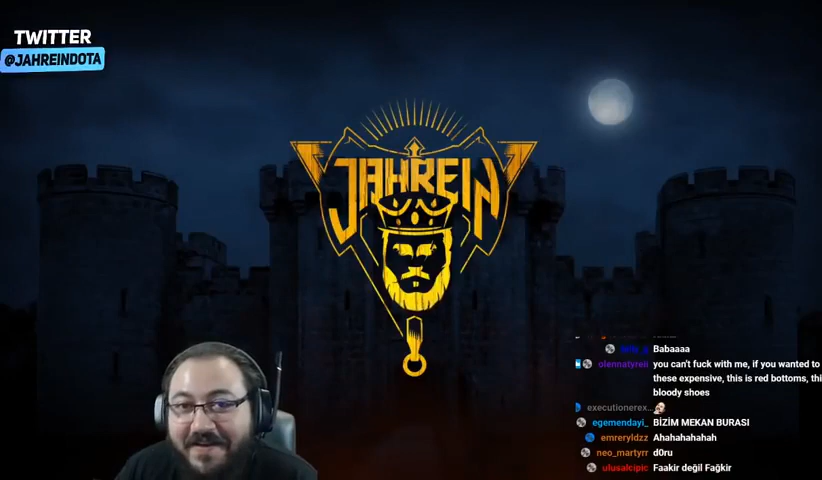 TWITTER
@JAHREINDOTA
JAHREIN
Babaaaa
olennatyrell you can't fuck with me, if you wanted to
these expensive, this is red bottoms, thi
bloody shoes
executionerex...
egemendayi_ BİZİM MEKAN BURASI
emreryldzz Ahahahahahah
neo_martyrr d0ru
ulusalcipic Faakir değil Fağkir